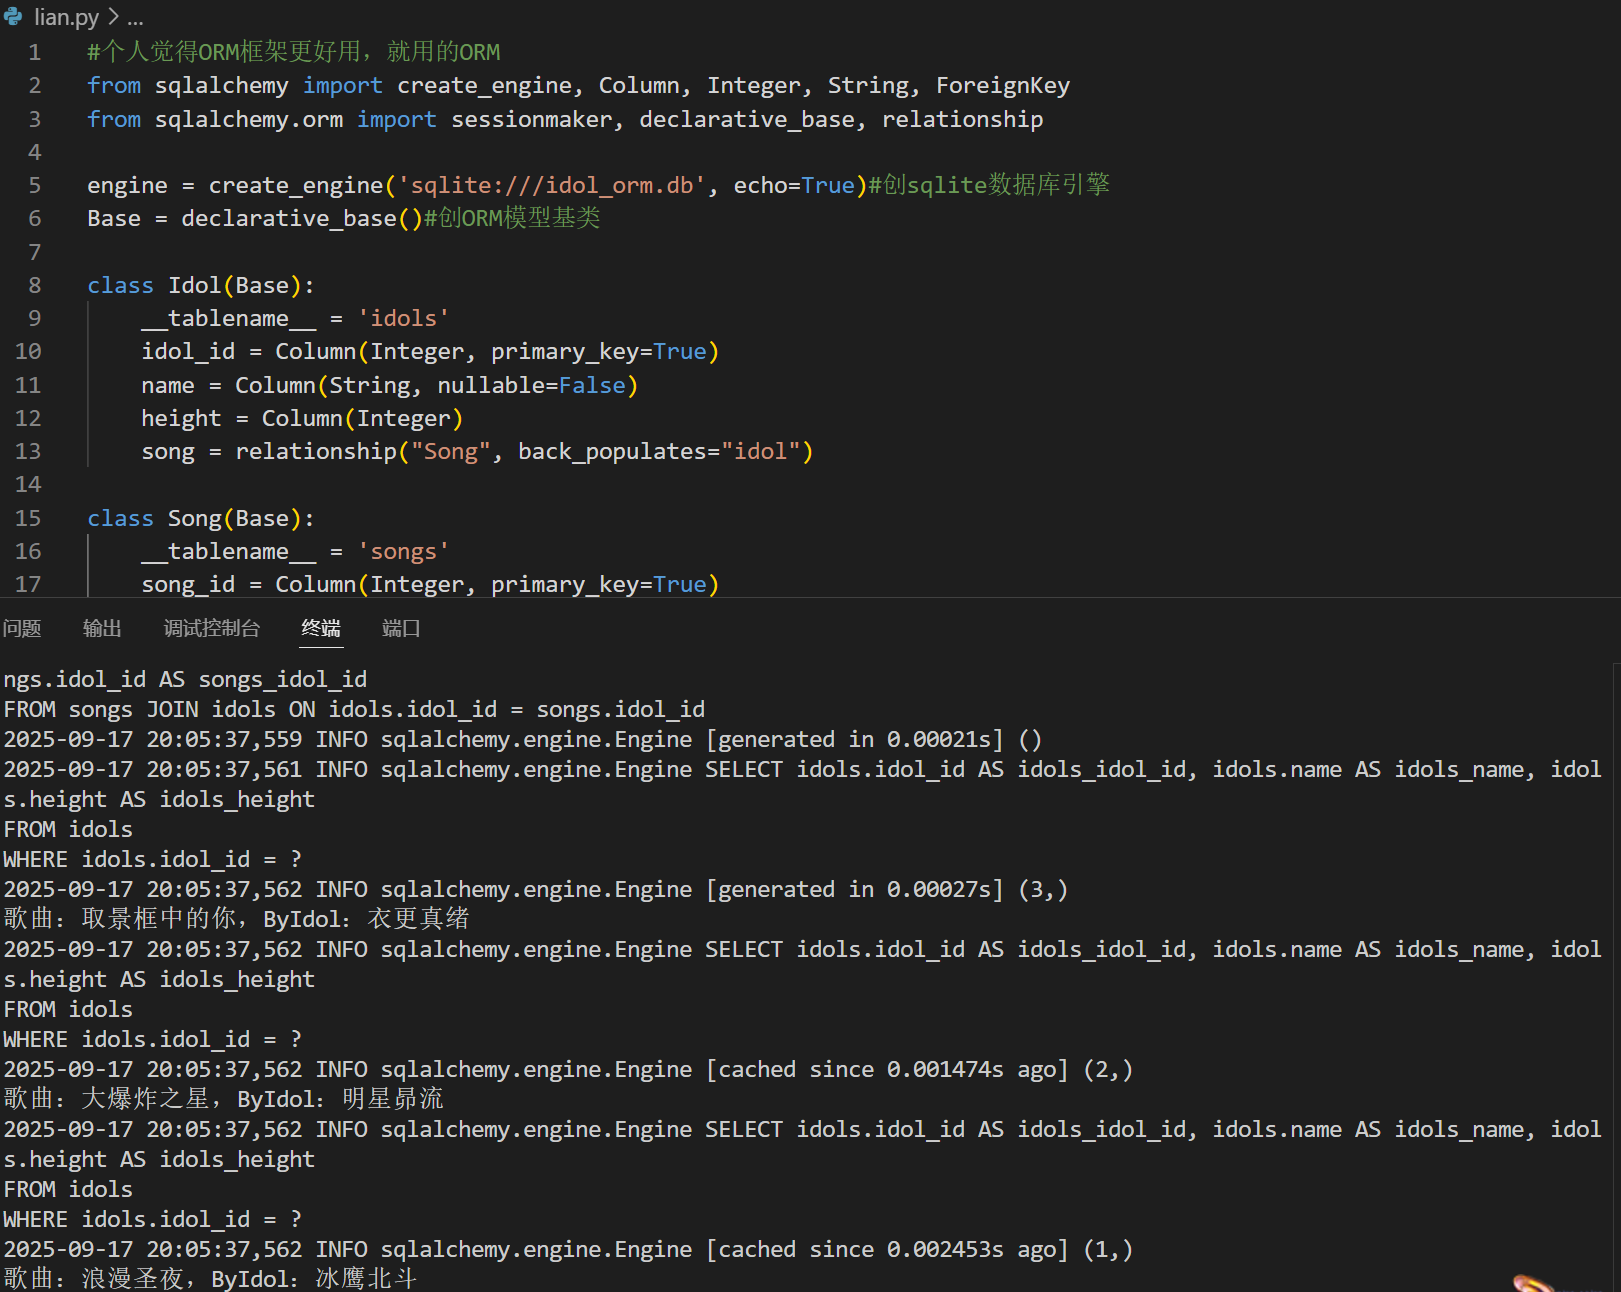 lian.py > ...
1 #个人觉得ORM框架更好用，就用的ORM
2 from sqlalchemy import create_engine, Column, Integer, String, ForeignKey
3 from sqlalchemy.orm import sessionmaker, declarative_base, relationship
4
5 engine = create_engine('sqlite:///idol_orm.db', echo=True)#创sqlite数据库引擎
6 Base = declarative_base()#创ORM模型基类
7
8 class Idol(Base):
9     __tablename__ = 'idols'
10     idol_id = Column(Integer, primary_key=True)
11     name = Column(String, nullable=False)
12     height = Column(Integer)
13     song = relationship("Song", back_populates="idol")
14
15 class Song(Base):
16     __tablename__ = 'songs'
17     song_id = Column(Integer, primary_key=True)
问题 输出 调试控制台 终端 端口
ngs.idol_id AS songs_idol_id
FROM songs JOIN idols ON idols.idol_id = songs.idol_id
2025-09-17 20:05:37,559 INFO sqlalchemy.engine.Engine [generated in 0.00021s] ()
2025-09-17 20:05:37,561 INFO sqlalchemy.engine.Engine SELECT idols.idol_id AS idols_idol_id, idols.name AS idols_name, idol
s.height AS idols_height
FROM idols
WHERE idols.idol_id = ?
2025-09-17 20:05:37,562 INFO sqlalchemy.engine.Engine [generated in 0.00027s] (3,)
歌曲：取景框中的你，ByIdol：衣更真绪
2025-09-17 20:05:37,562 INFO sqlalchemy.engine.Engine SELECT idols.idol_id AS idols_idol_id, idols.name AS idols_name, idol
s.height AS idols_height
FROM idols
WHERE idols.idol_id = ?
2025-09-17 20:05:37,562 INFO sqlalchemy.engine.Engine [cached since 0.001474s ago] (2,)
歌曲：大爆炸之星，ByIdol：明星昴流
2025-09-17 20:05:37,562 INFO sqlalchemy.engine.Engine SELECT idols.idol_id AS idols_idol_id, idols.name AS idols_name, idol
s.height AS idols_height
FROM idols
WHERE idols.idol_id = ?
2025-09-17 20:05:37,562 INFO sqlalchemy.engine.Engine [cached since 0.002453s ago] (1,)
歌曲：浪漫圣夜，ByIdol：冰鹰北斗